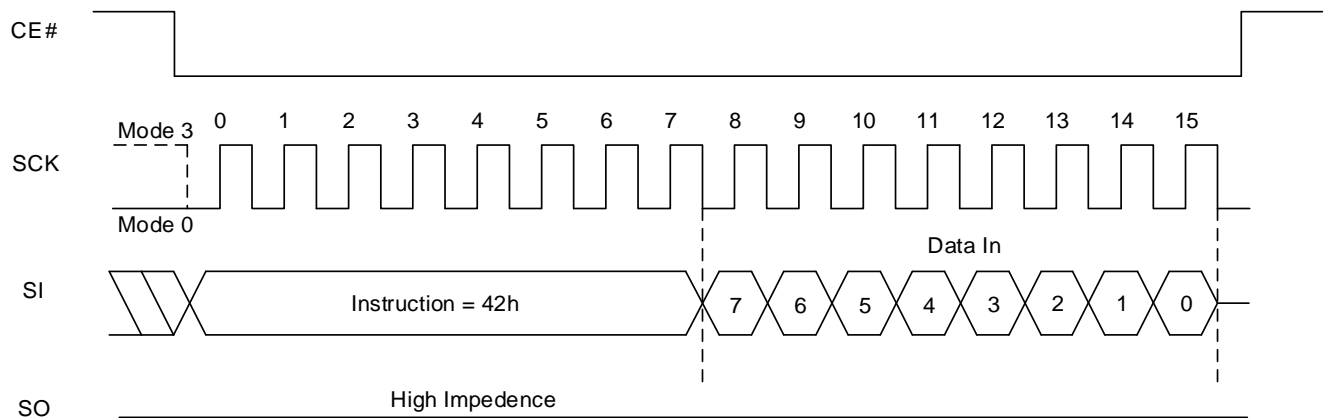 CE#
Mode 3
0 1 2 3 4 5 6 7 8 9 10 11 12 13 14 15
SCK
Mode 0
Data In
SI
Instruction = 42h
7 6 5 4 3 2 1 0
High Impedence
SO